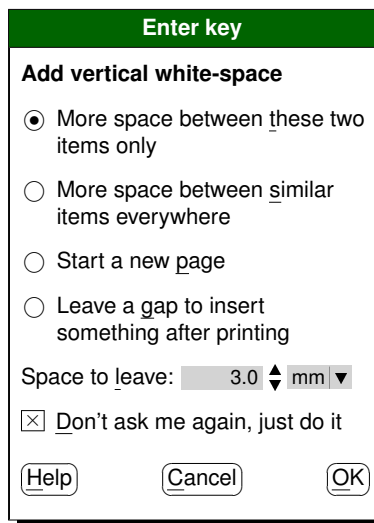 Enter key
Add vertical white-space
More space between these two
items only
More space between similar
items everywhere
Start a new page
Leave a gap to insert
something after printing
Space to leave: 3.0 mm
Don't ask me again, just do it
Help Cancel OK